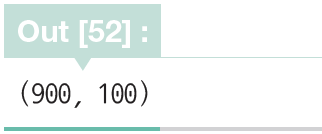 Out [52] :
(900, 100)